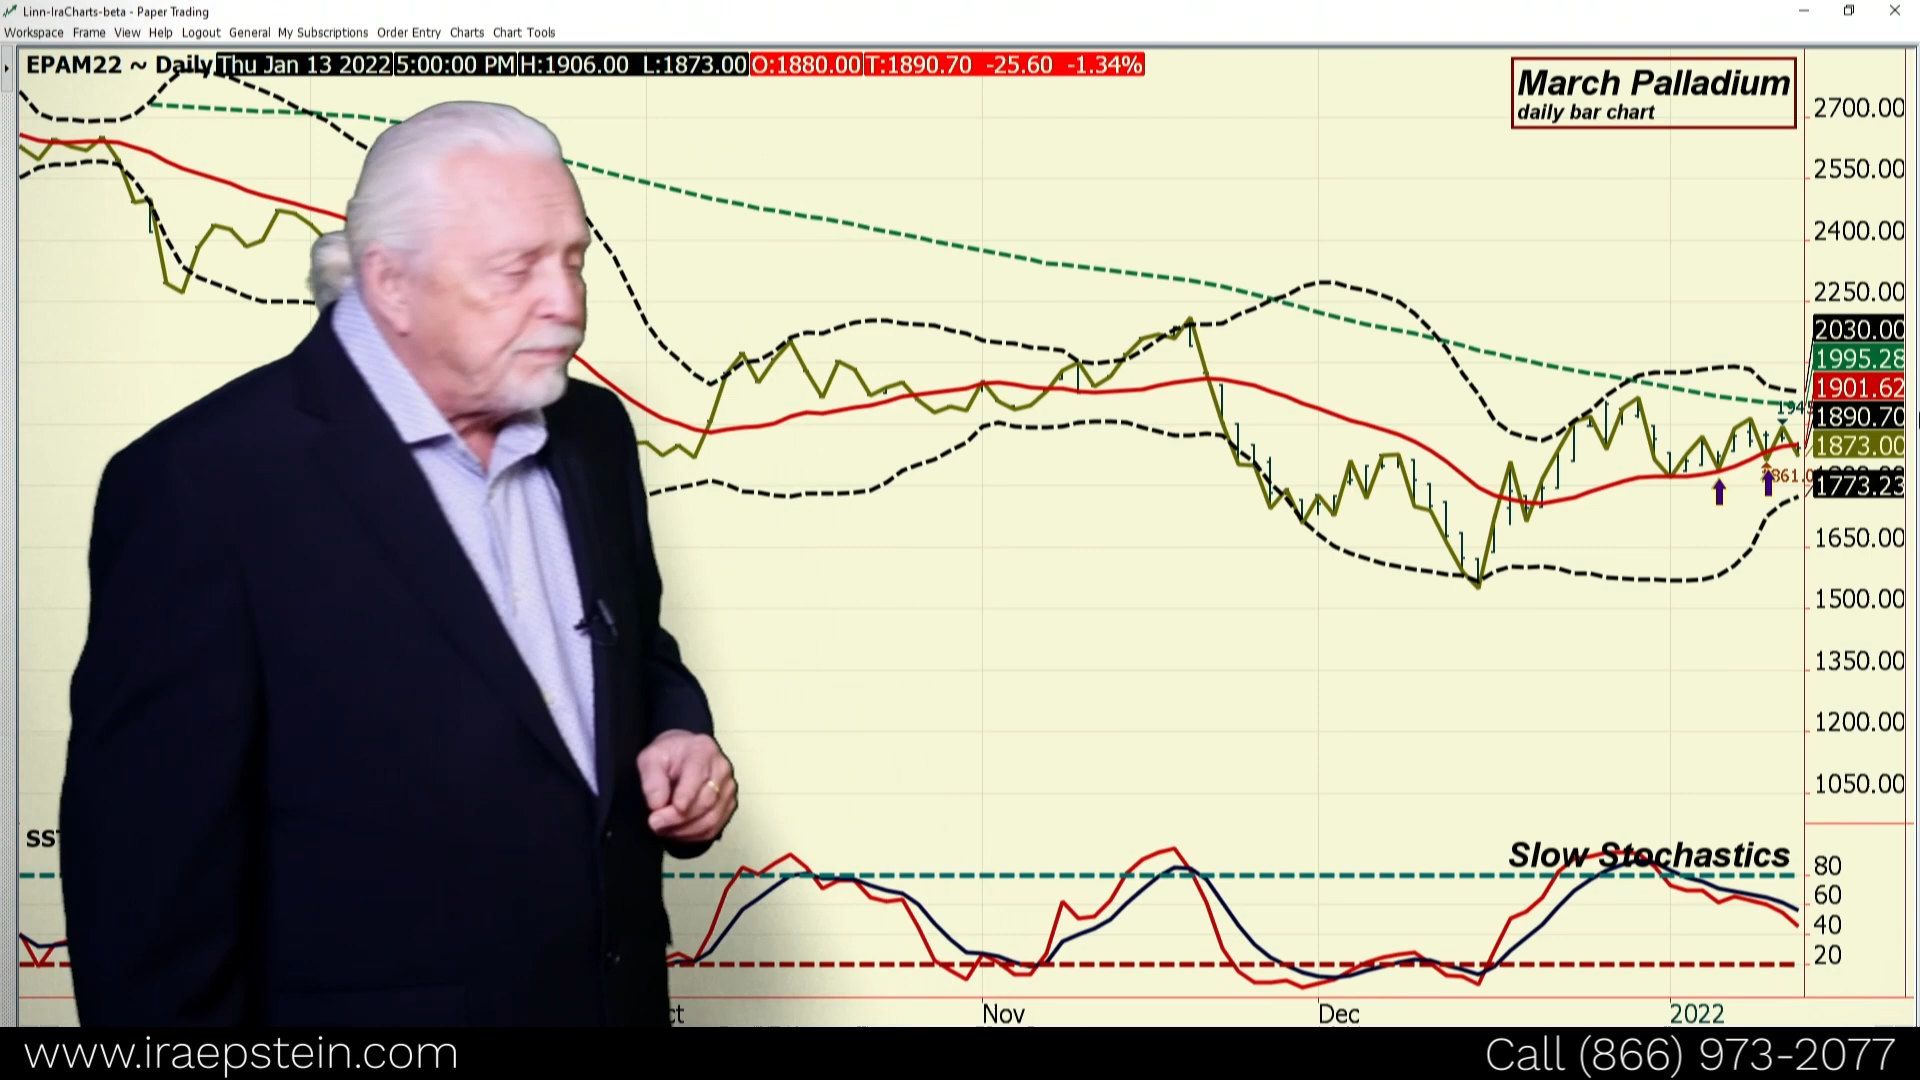 Linn-IraCharts-beta - Paper Trading
Workspace Frame View Help Logout General My Subscriptions Order Entry Charts Chart Tools
EPAM22 ~ Daily Thu Jan 13 2022 5:00:00 PM H:1906.00 L:1873.00 O:1880.00 T:1890.70 -25.60 -1.34%
March Palladium
daily bar chart
2700.00
2550.00
2400.00
2250.00
2030.00
1995.28
1901.62
1890.70
1873.00
1773.23
1650.00
1500.00
1350.00
1200.00
1050.00
Slow Stochastics
80
60
40
20
Nov Dec 2022
www.iraepstein.com Call (866) 973-2077